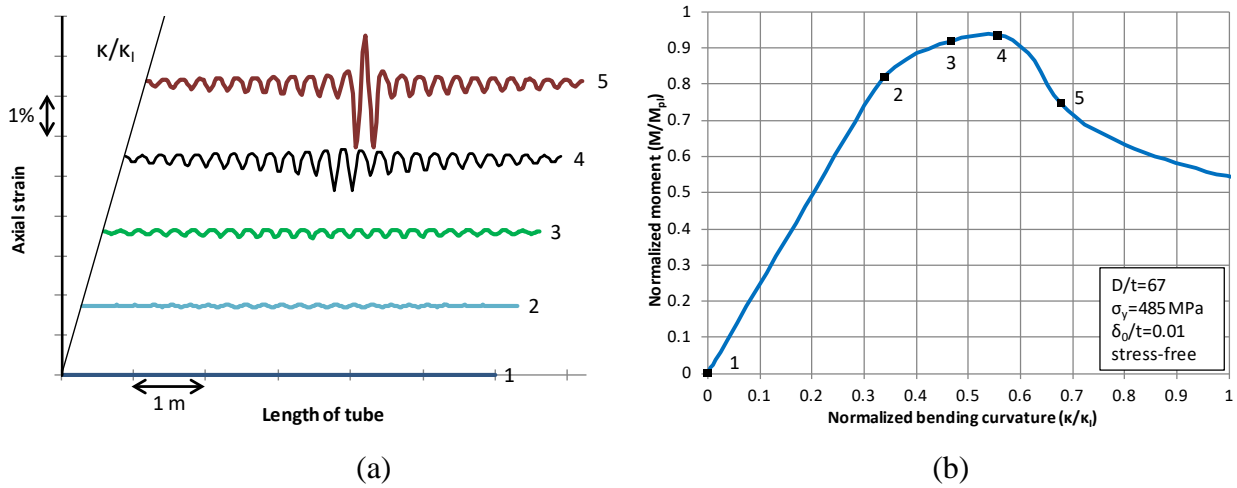 κ/κI
5
1%
4
Axial strain
3
2
1
1 m
Length of tube
(a)
1
0.9
0.8
0.7
0.6
0.5
0.4
0.3
0.2
0.1
0
Normalized moment (M/Mpl)
3
4
2
5
1
D/t=67
σy=485 MPa
δ0/t=0.01
stress-free
0 0.1 0.2 0.3 0.4 0.5 0.6 0.7 0.8 0.9 1
Normalized bending curvature (κ/κI)
(b)